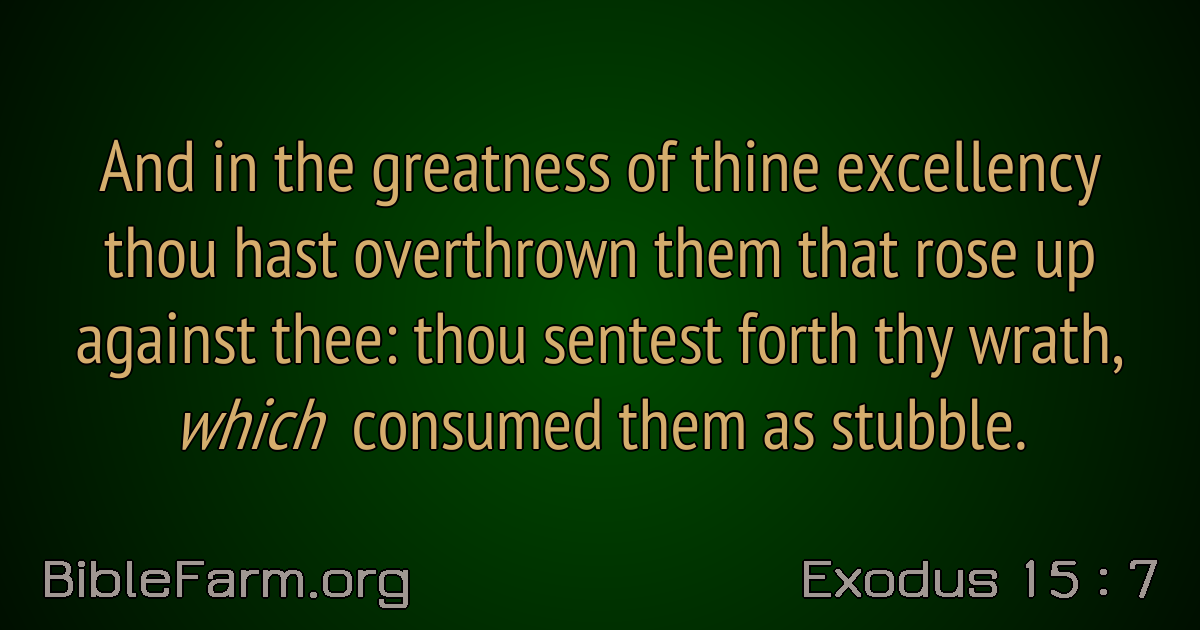 And in the greatness of thine excellency
thou hast overthrown them that rose up
against thee: thou sentest forth thy wrath,
which consumed them as stubble.
BibleFarm.org
Exodus 15 : 7